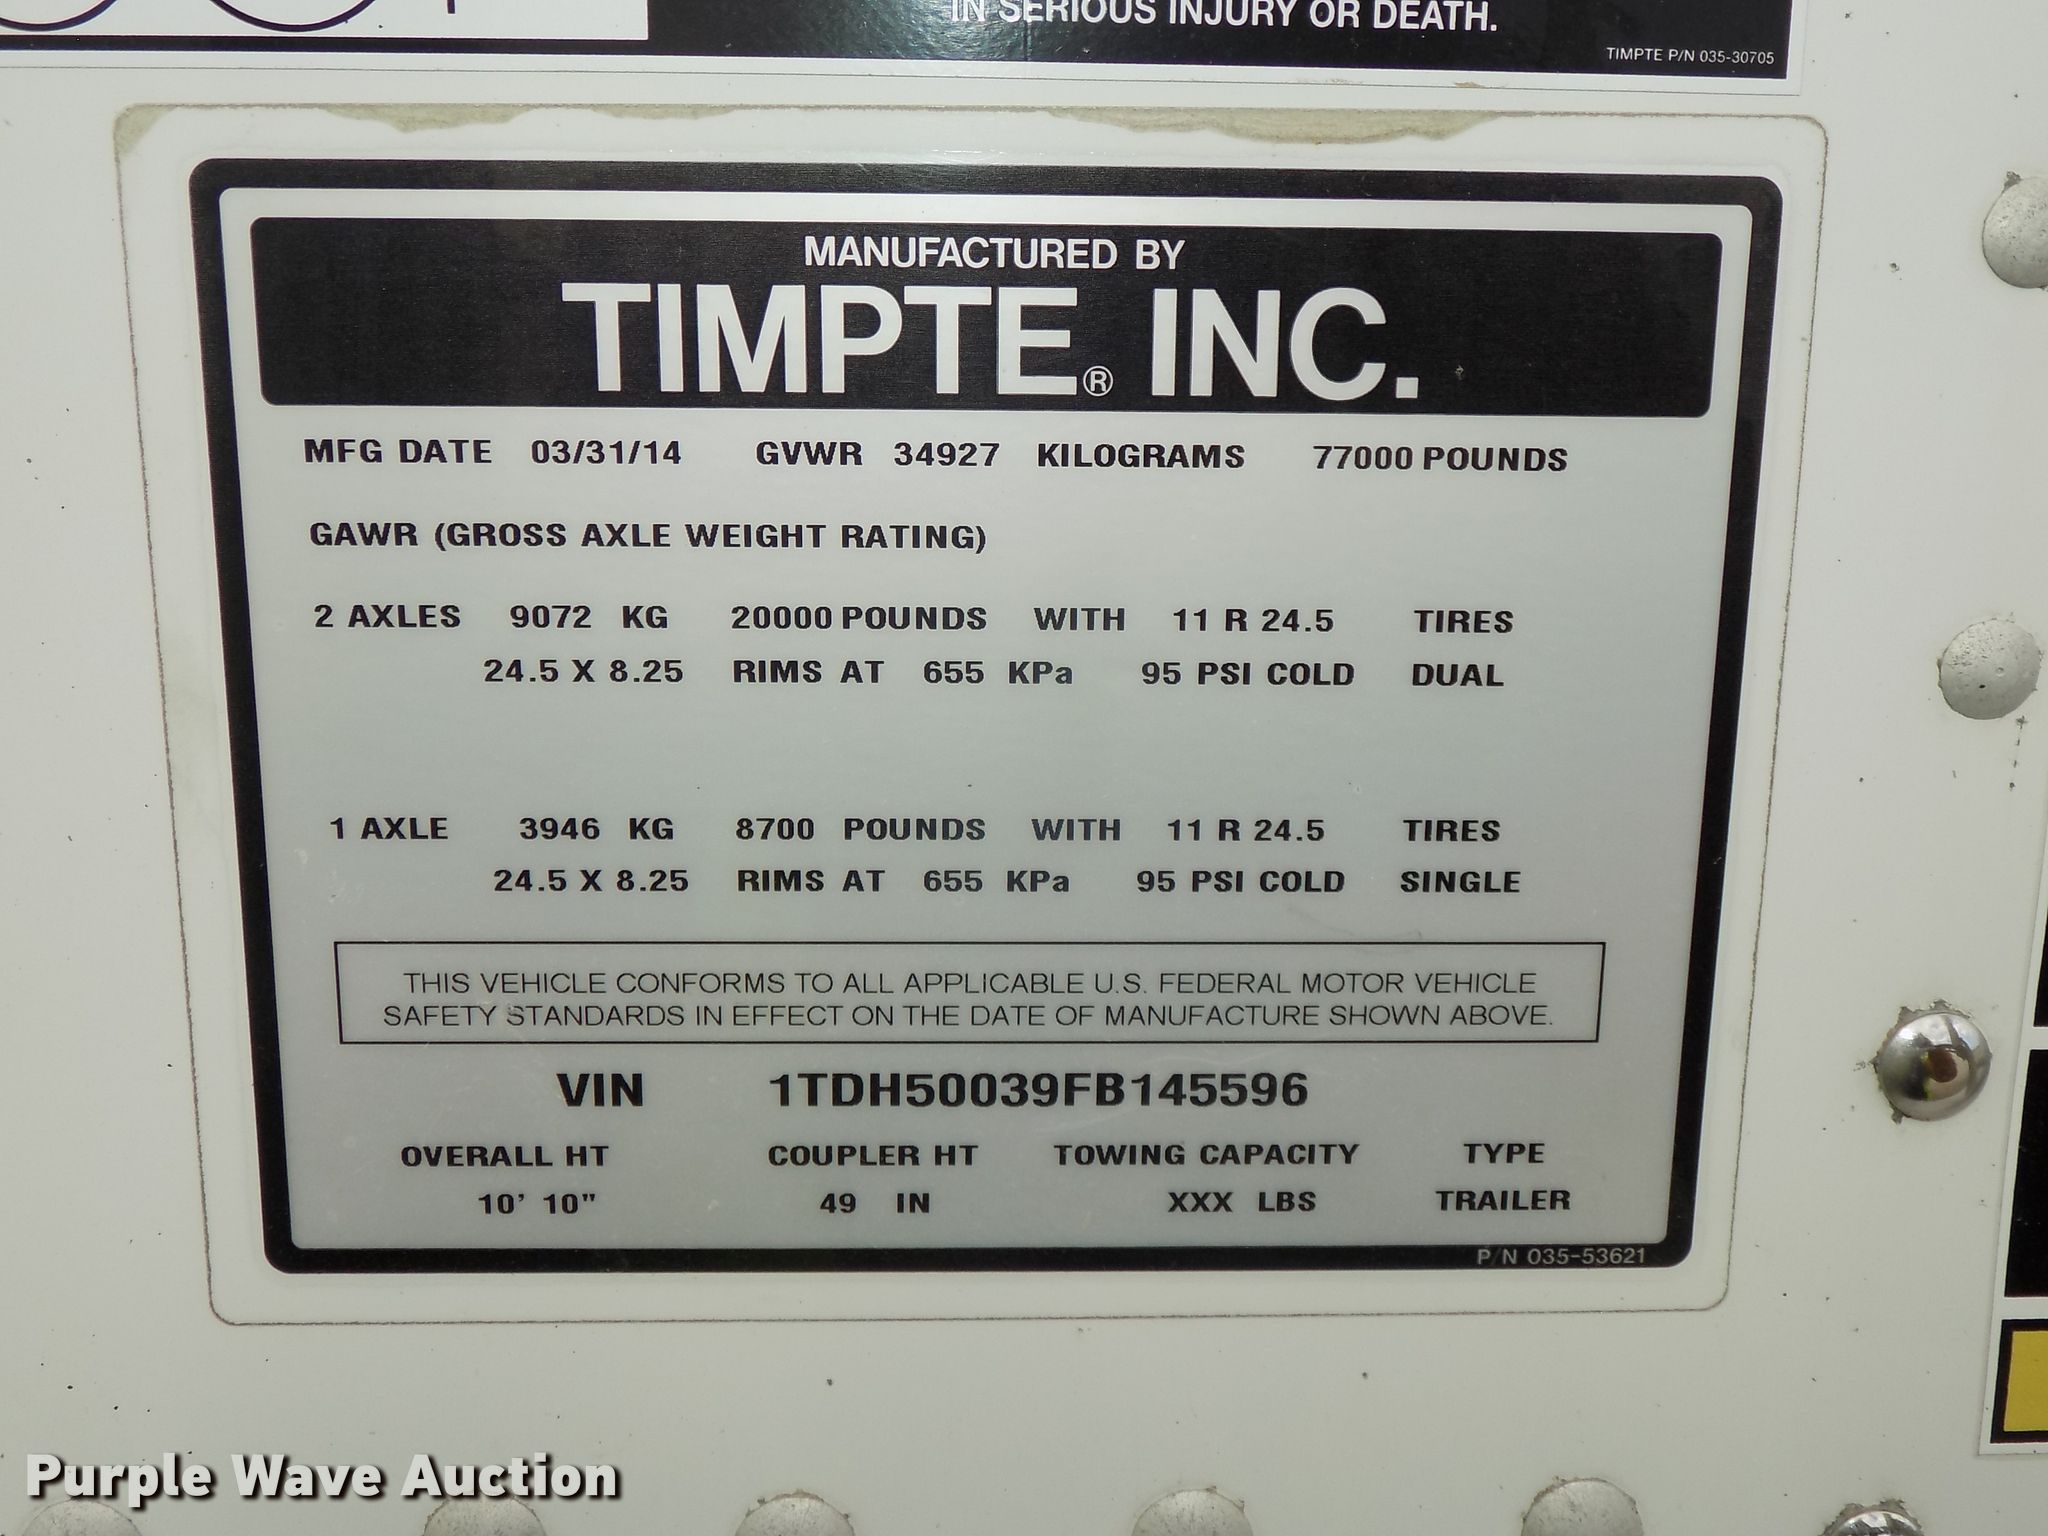 IN SERIOUS INJURY OR DEATH.
TIMPTE P/N 035-30705
MANUFACTURED BY
TIMPTE® INC.
MFG DATE 03/31/14 GVWR 34927 KILOGRAMS 77000 POUNDS
GAWR (GROSS AXLE WEIGHT RATING)
2 AXLES 9072 KG 20000 POUNDS WITH 11 R 24.5 TIRES
24.5 X 8.25 RIMS AT 655 KPa 95 PSI COLD DUAL
1 AXLE 3946 KG 8700 POUNDS WITH 11 R 24.5 TIRES
24.5 X 8.25 RIMS AT 655 KPa 95 PSI COLD SINGLE
THIS VEHICLE CONFORMS TO ALL APPLICABLE U.S. FEDERAL MOTOR VEHICLE
SAFETY STANDARDS IN EFFECT ON THE DATE OF MANUFACTURE SHOWN ABOVE.
VIN 1TDH50039FB145596
OVERALL HT COUPLER HT TOWING CAPACITY TYPE
10' 10" 49 IN XXX LBS TRAILER
P/N 035-53621
Purple Wave Auction